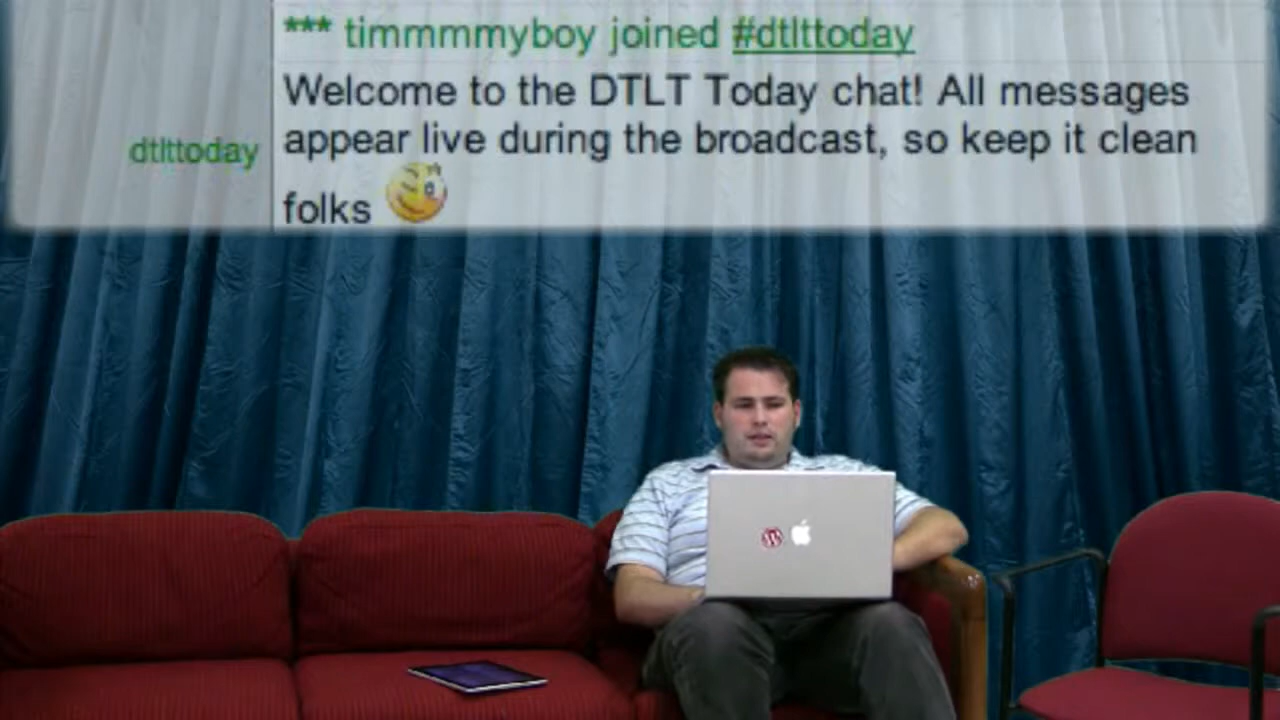 *** timmmmyboy joined #dtlttoday
Welcome to the DTLT Today chat! All messages
dtlttoday appear live during the broadcast, so keep it clean
folks